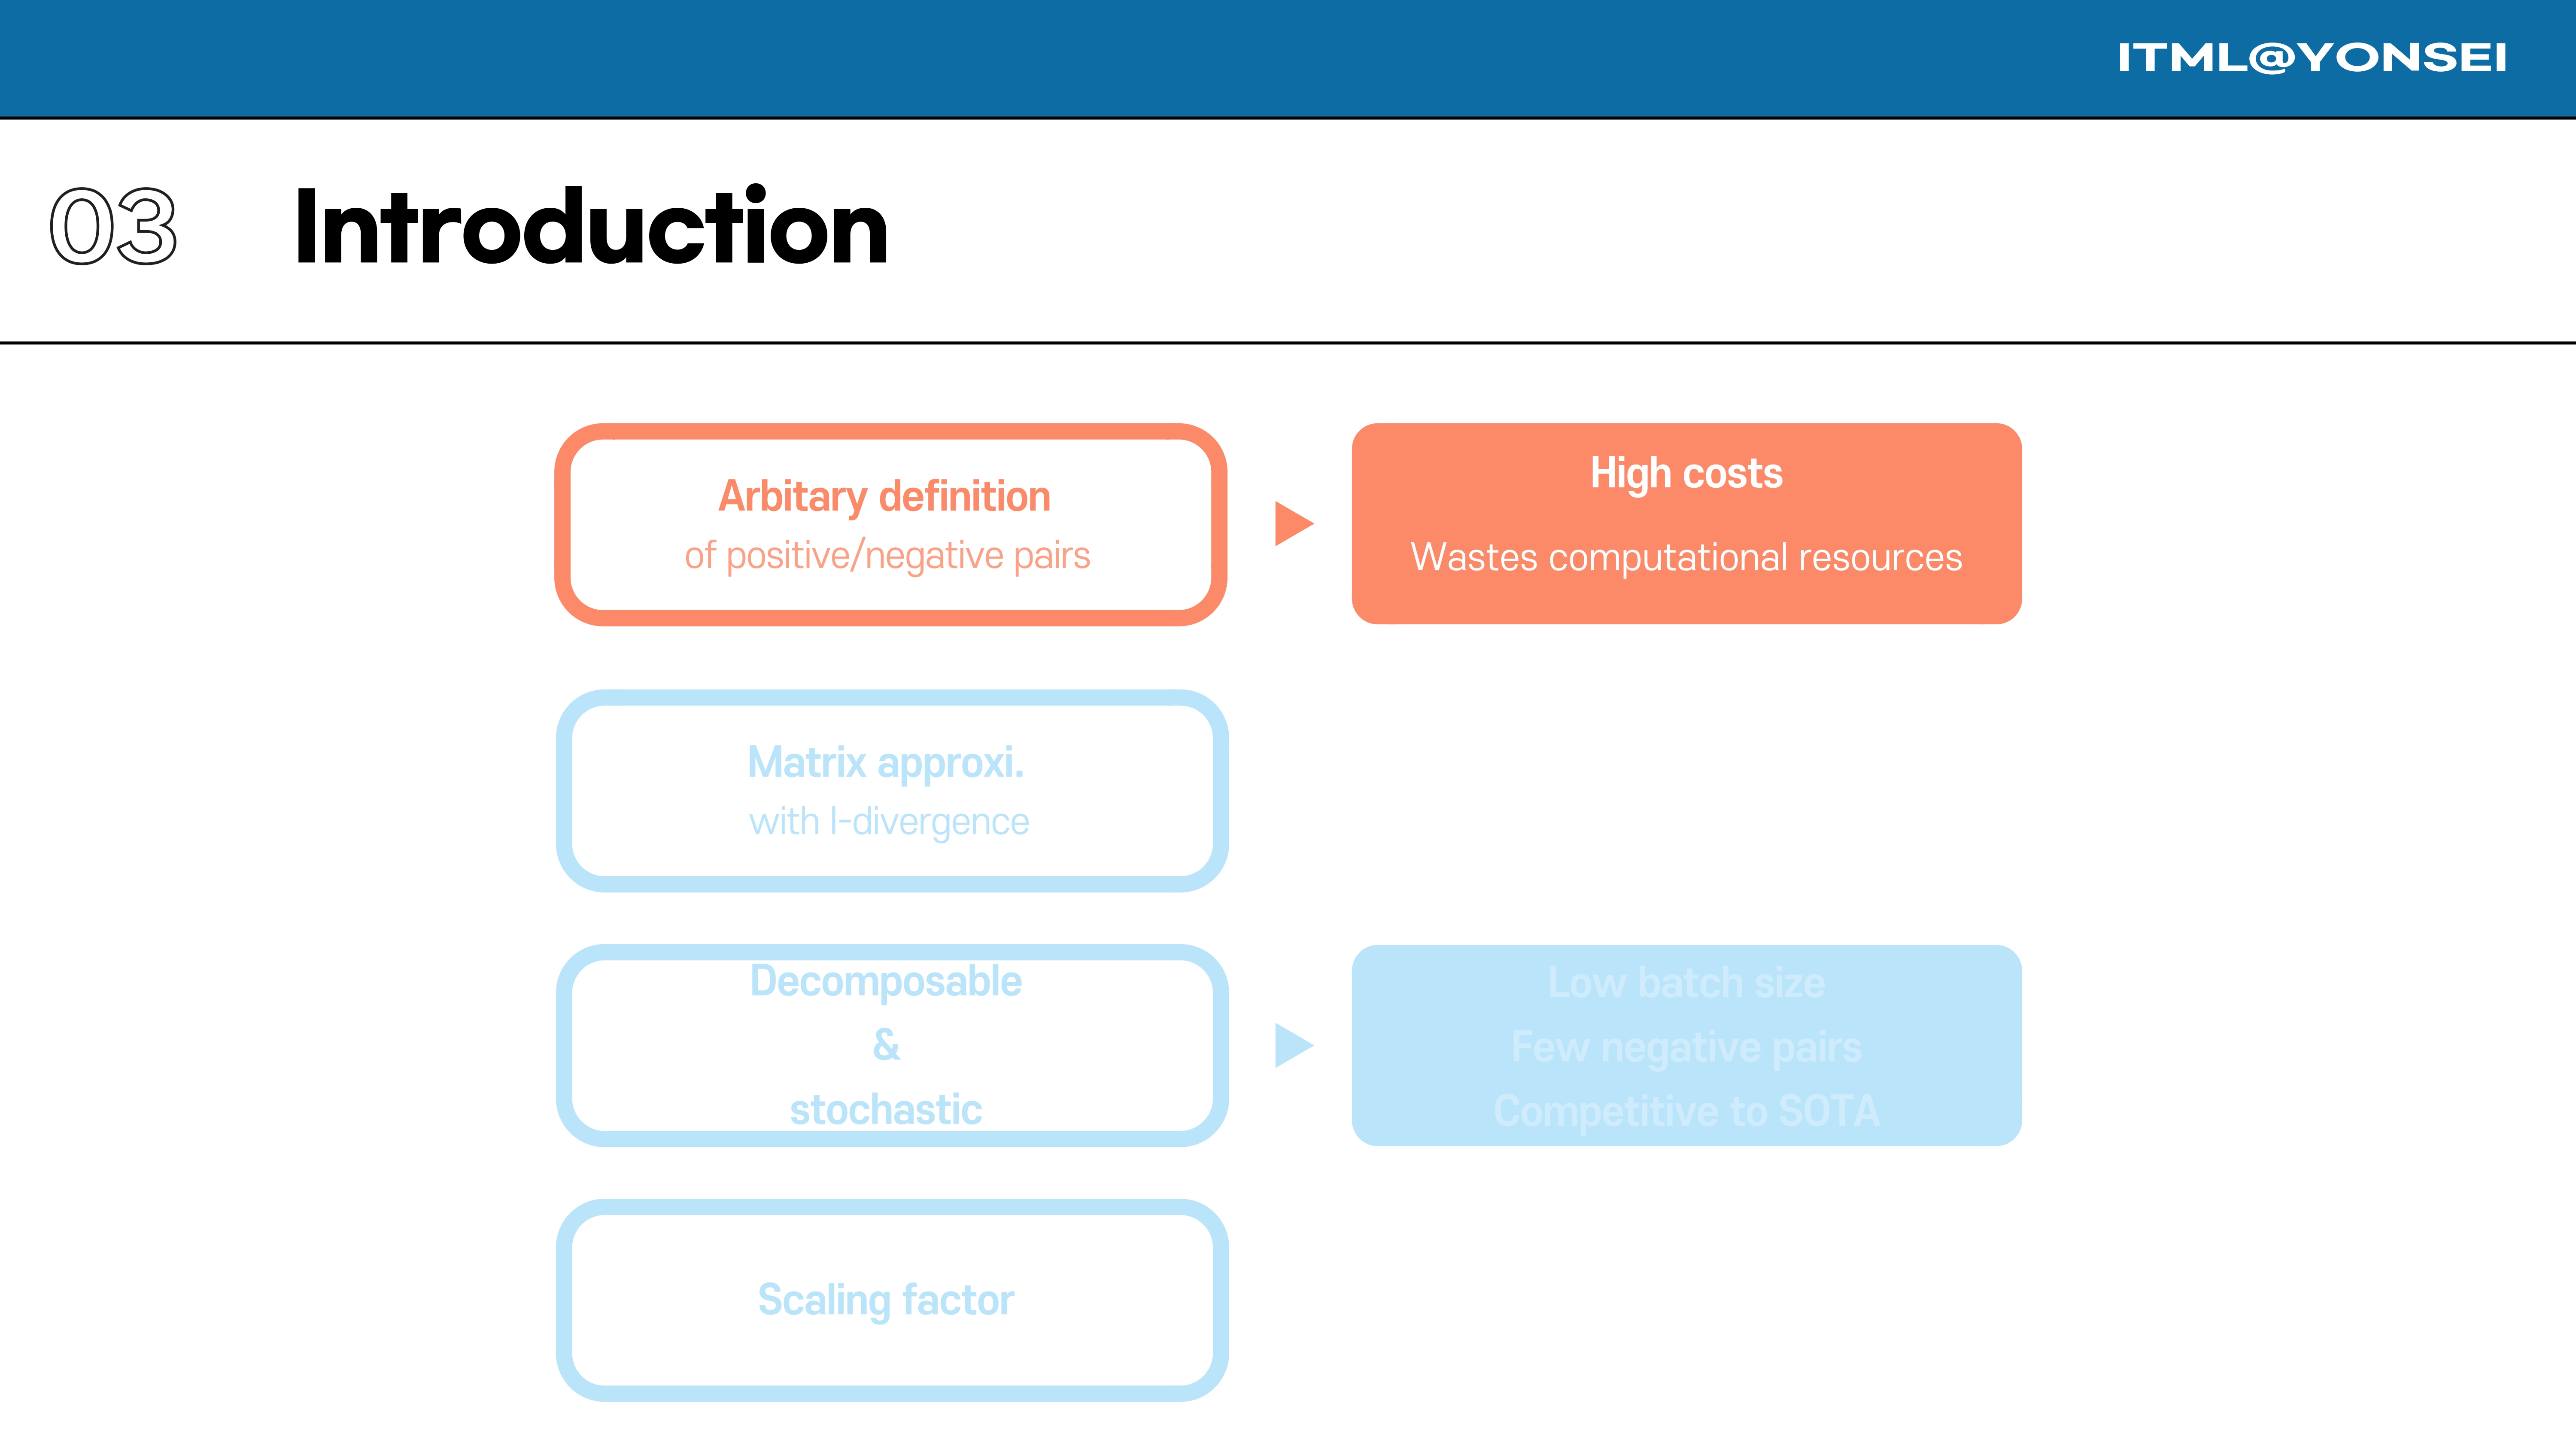 ITML@YONSEI
03 Introduction
Arbitary definition
of positive/negative pairs
High costs
Wastes computational resources
Matrix approxi.
with I-divergence
Decomposable
&
stochastic
Low batch size
Few negative pairs
Competitive to SOTA
Scaling factor